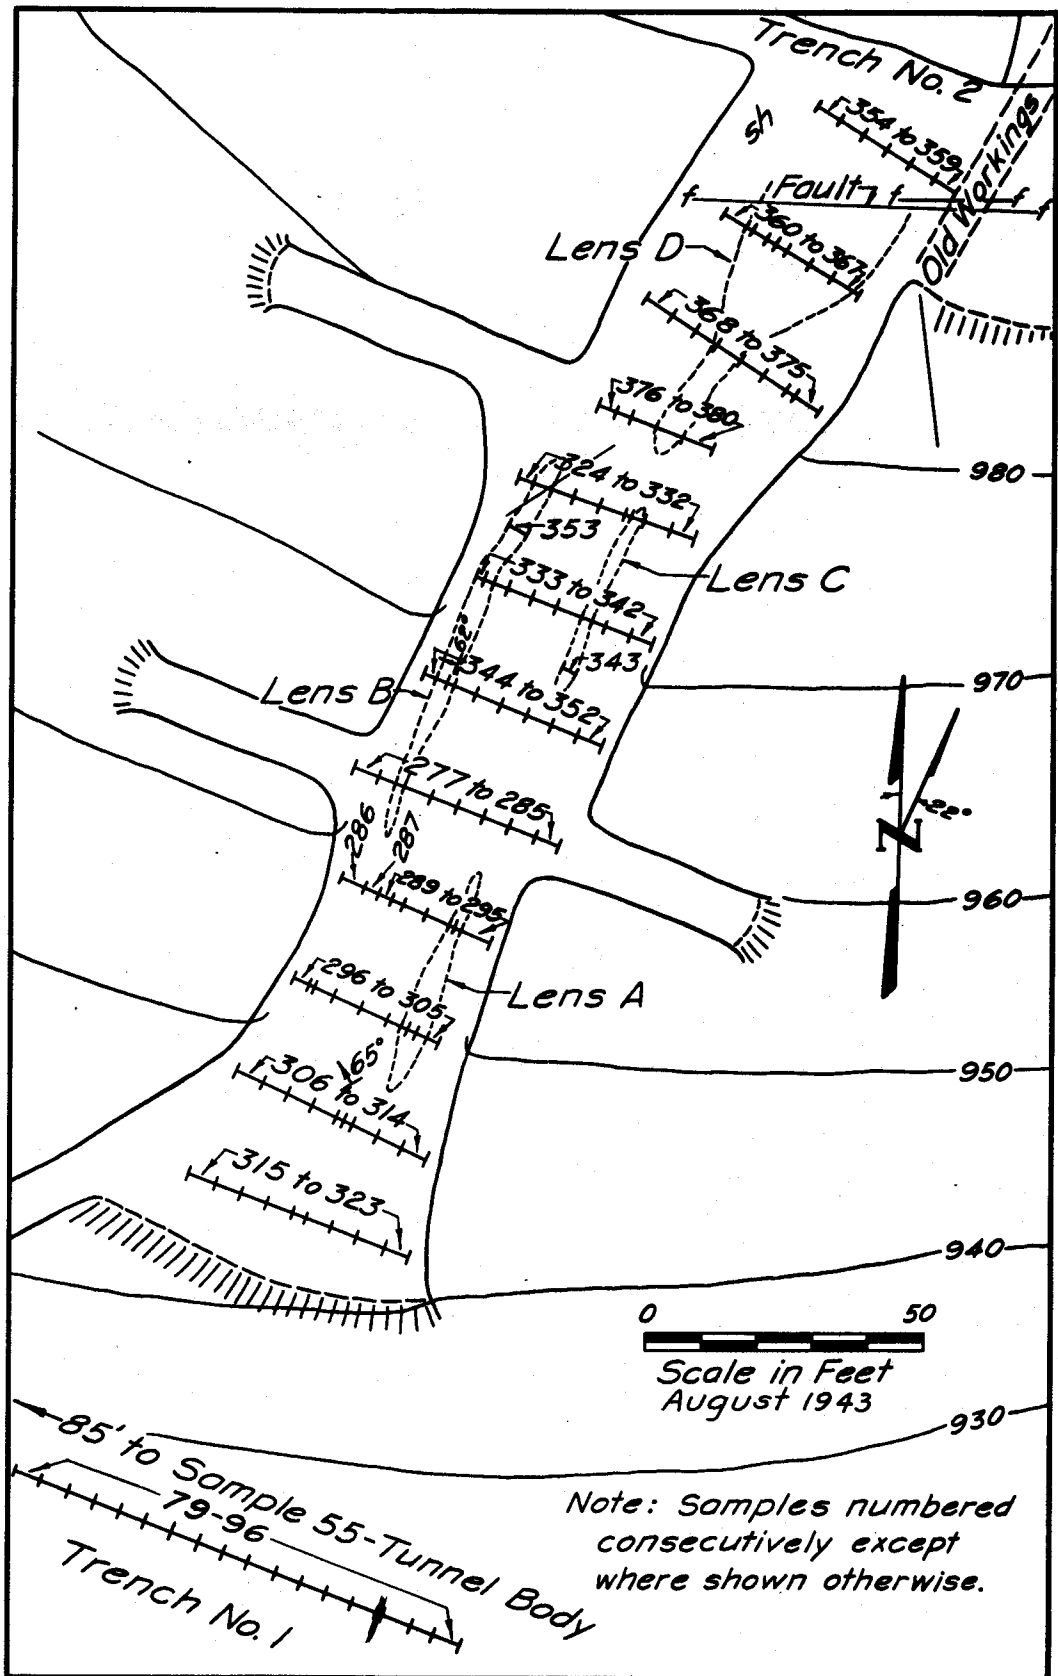 Trench No. 2
sh
354 to 359
Old Workings
f Fault f f f
360 to 367
Lens D
368 to 375
376 to 380
980
324 to 332
353
Lens C
333 to 342
62°
343
344 to 352
970
Lens B
277 to 285
22°
N
286
287
289 to 295
960
296 to 305
Lens A
65°
306 to 314
950
315 to 323
940
0 50
Scale in Feet
August 1943
930
85' to Sample 55-Tunnel Body
79-96
Trench No. 1
Note: Samples numbered
consecutively except
where shown otherwise.